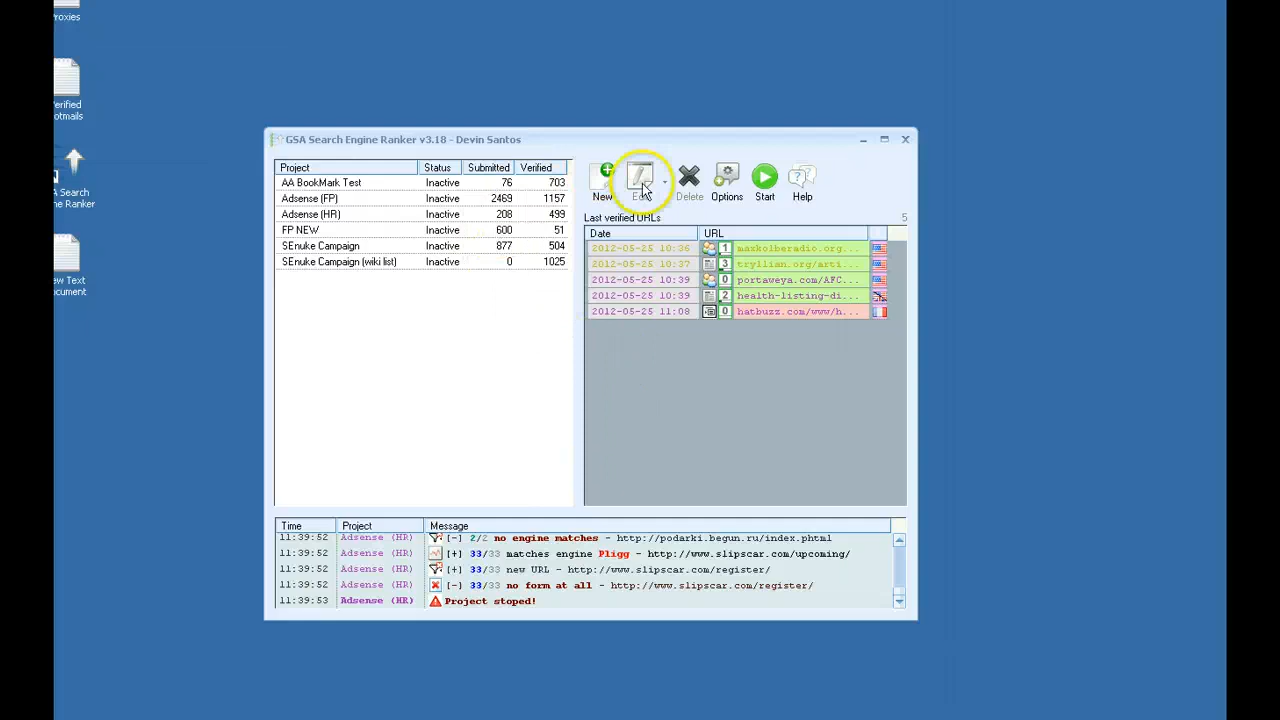 roxies
erified
otmails
A Search
ne Ranker
ew Text
ocument
GSA Search Engine Ranker v3.18 - Devin Santos
Project Status Submitted Verified
AA BookMark Test Inactive 76 703
Adsense (FP) Inactive 2469 1157
Adsense (HR) Inactive 208 499
FP NEW Inactive 600 51
SEnuke Campaign Inactive 877 504
SEnuke Campaign (wiki list) Inactive 0 1025
New Edit Delete Options Start Help
Last verified URLs 5
Date URL
2012-05-25 10:36 1 maxkolberadio.org...
2012-05-25 10:37 3 tryllian.org/arti...
2012-05-25 10:39 0 portaweya.com/AFC...
2012-05-25 10:39 2 health-listing-di...
2012-05-25 11:08 0 hatbuzz.com/www/h...
Time Project Message
11:39:52 Adsense (HR) [-] 2/2 no engine matches - http://podarki.begun.ru/index.phtml
11:39:52 Adsense (HR) [+] 33/33 matches engine Pligg - http://www.slipscar.com/upcoming/
11:39:52 Adsense (HR) [+] 33/33 new URL - http://www.slipscar.com/register/
11:39:52 Adsense (HR) [-] 33/33 no form at all - http://www.slipscar.com/register/
11:39:53 Adsense (HR) Project stoped!